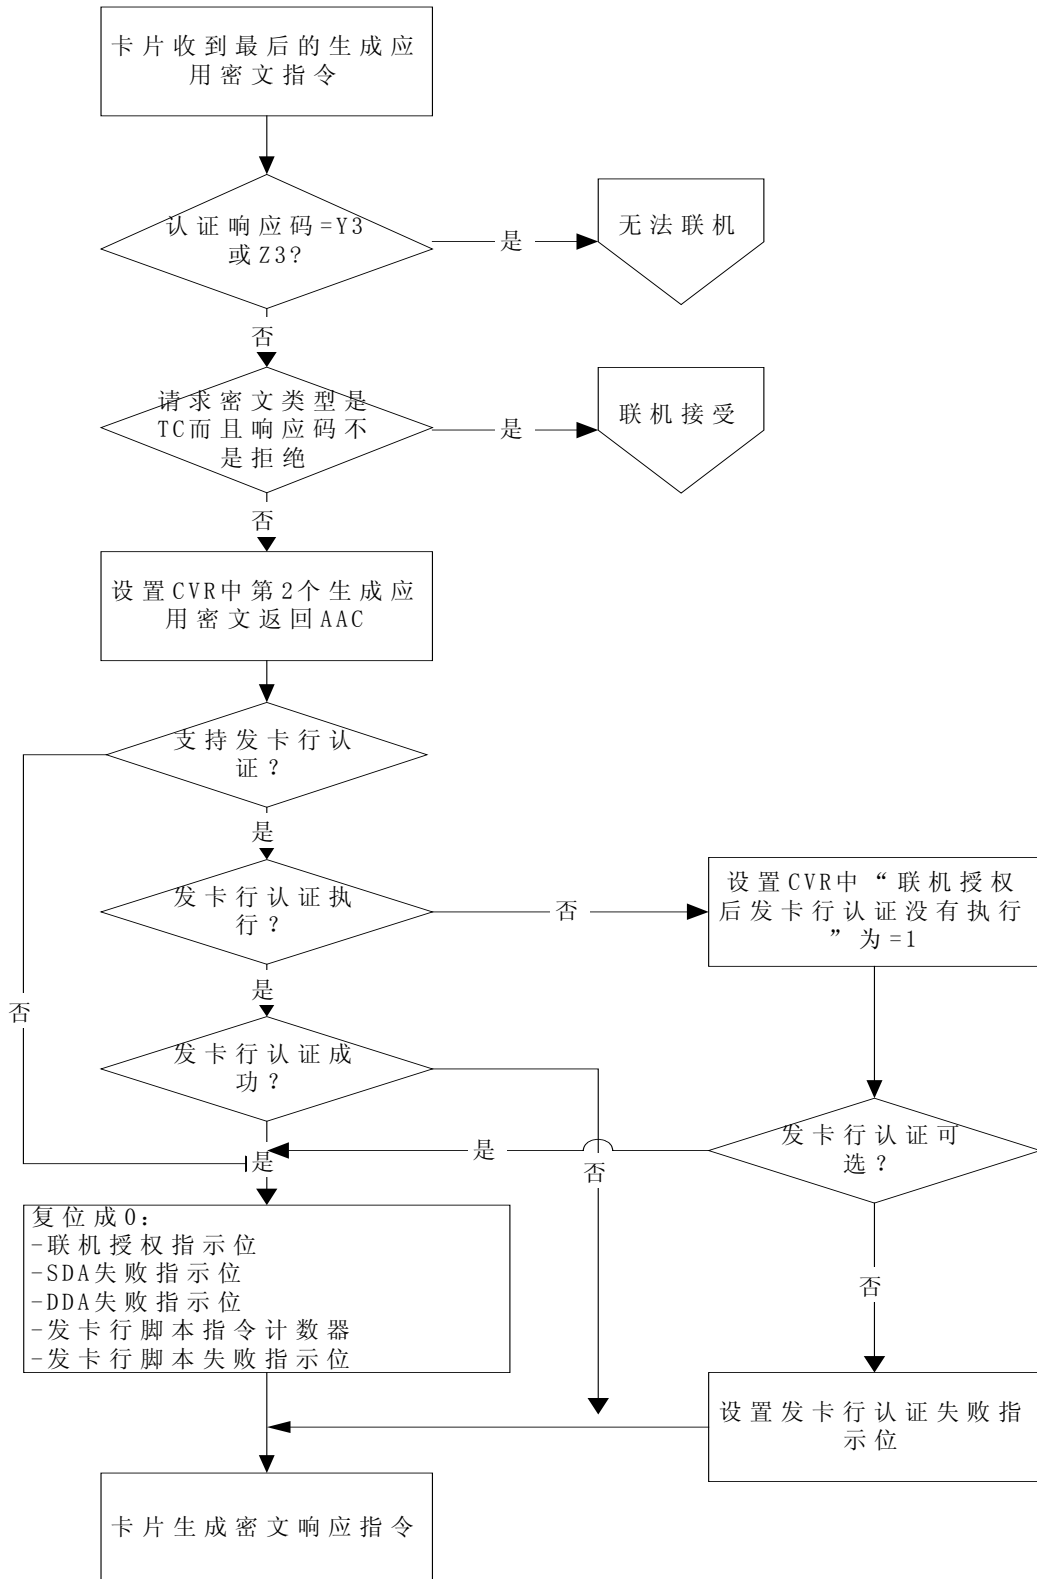 卡片收到最后的生成应
用密文指令
认证响应码=Y3
或Z3?
是
无法联机
否
请求密文类型是
TC而且响应码不
是拒绝
是
联机接受
否
设置CVR中第2个生成应
用密文返回AAC
支持发卡行认
证?
是
发卡行认证执
行?
否
设置CVR中“联机授权
后发卡行认证没有执行
”为=1
否
是
发卡行认证成
功?
发卡行认证可
选?
是
是
否
复位成0:
-联机授权指示位
-SDA失败指示位
-DDA失败指示位
-发卡行脚本指令计数器
-发卡行脚本失败指示位
否
设置发卡行认证失败指
示位
卡片生成密文响应指令